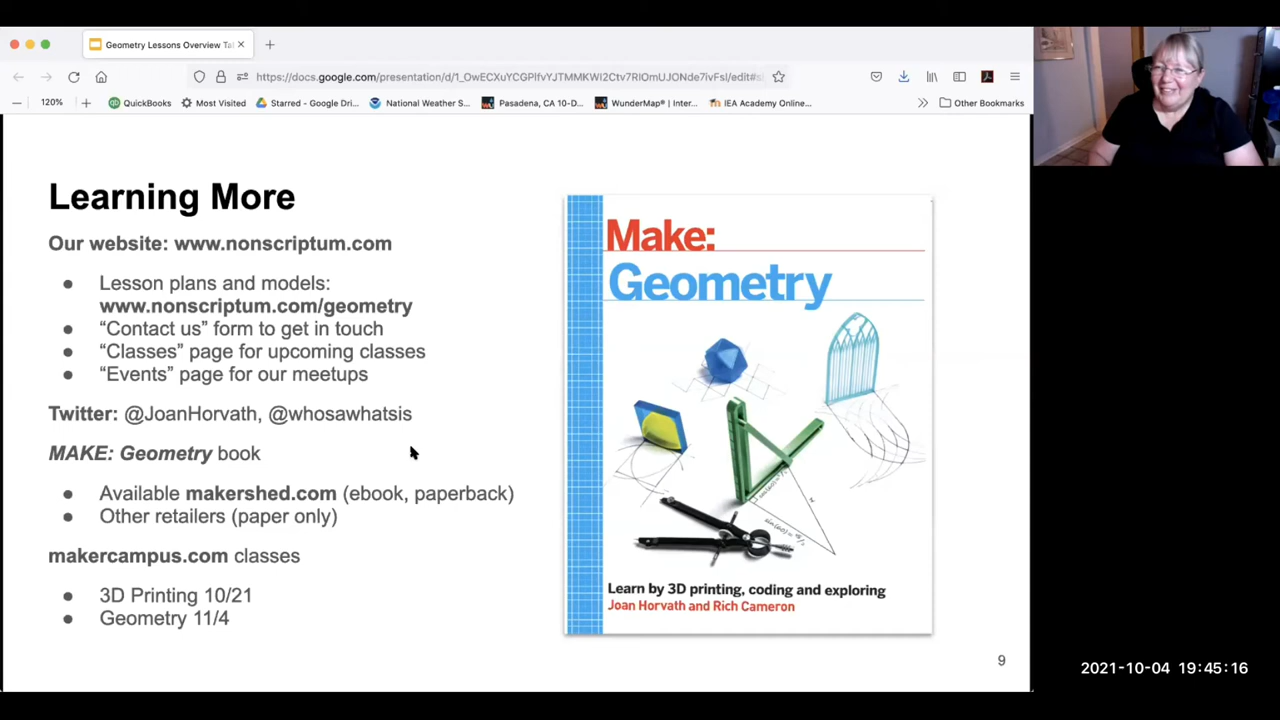 Geometry Lessons Overview Tal
https://docs.google.com/presentation/d/1_OwECXuYCGPlfvYJTMMKWI2Ctv7RIOmUJONde7ivFsI/edit#s
120%
QuickBooks
Most Visited
Starred - Google Dri...
National Weather S...
Pasadena, CA 10-D...
WunderMap® | Inter...
IEA Academy Online...
Other Bookmarks
Learning More
Our website: www.nonscriptum.com
● Lesson plans and models:
www.nonscriptum.com/geometry
● “Contact us” form to get in touch
● “Classes” page for upcoming classes
● “Events” page for our meetups
Twitter: @JoanHorvath, @whosawhatsis
MAKE: Geometry book
● Available makershed.com (ebook, paperback)
● Other retailers (paper only)
makercampus.com classes
● 3D Printing 10/21
● Geometry 11/4
Make:
Geometry
Learn by 3D printing, coding and exploring
Joan Horvath and Rich Cameron
9
2021-10-04 19:45:16